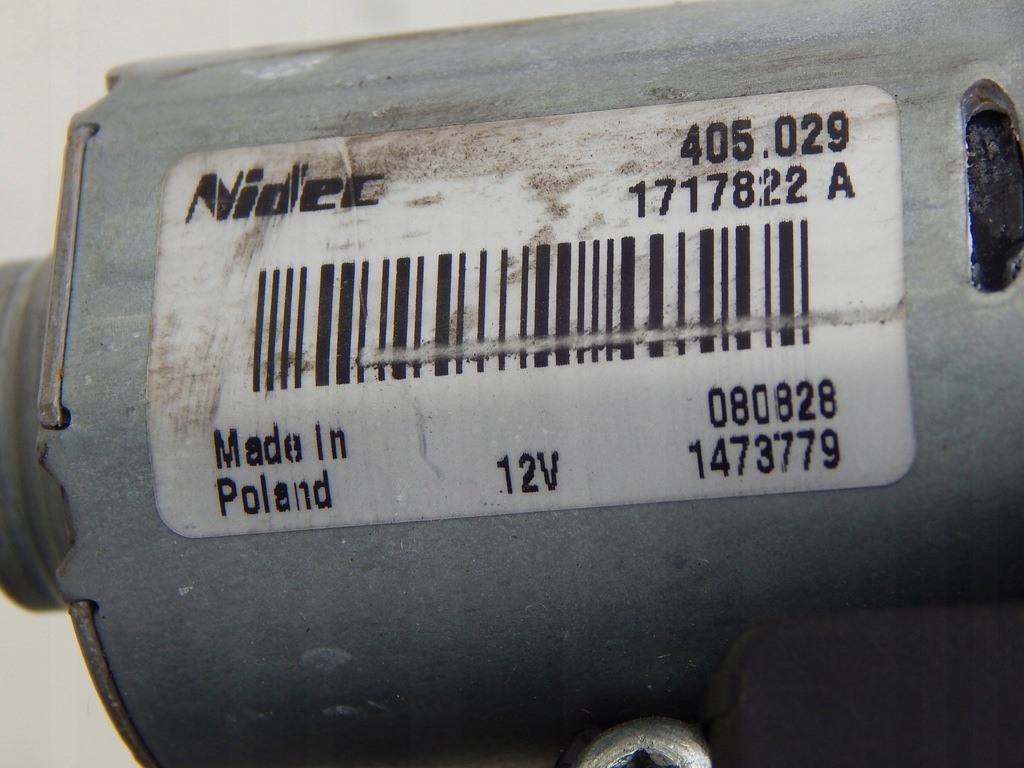 Nidec
405.029
1717822 A
080828
Made In
Poland
12V
1473779